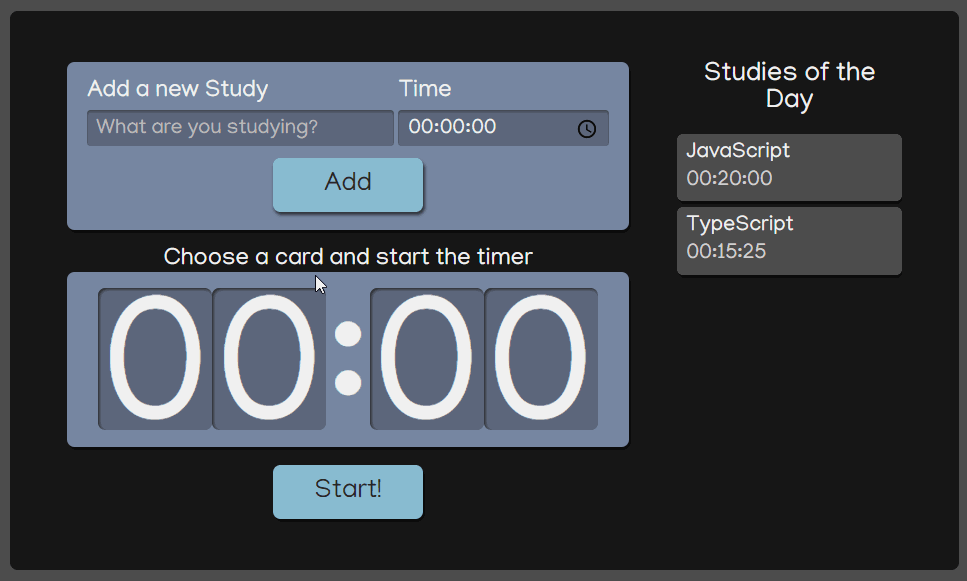 Add a new Study
Time
What are you studying?
00:00:00
Add
Choose a card and start the timer
00:00
Start!
Studies of the
Day
JavaScript
00:20:00
TypeScript
00:15:25